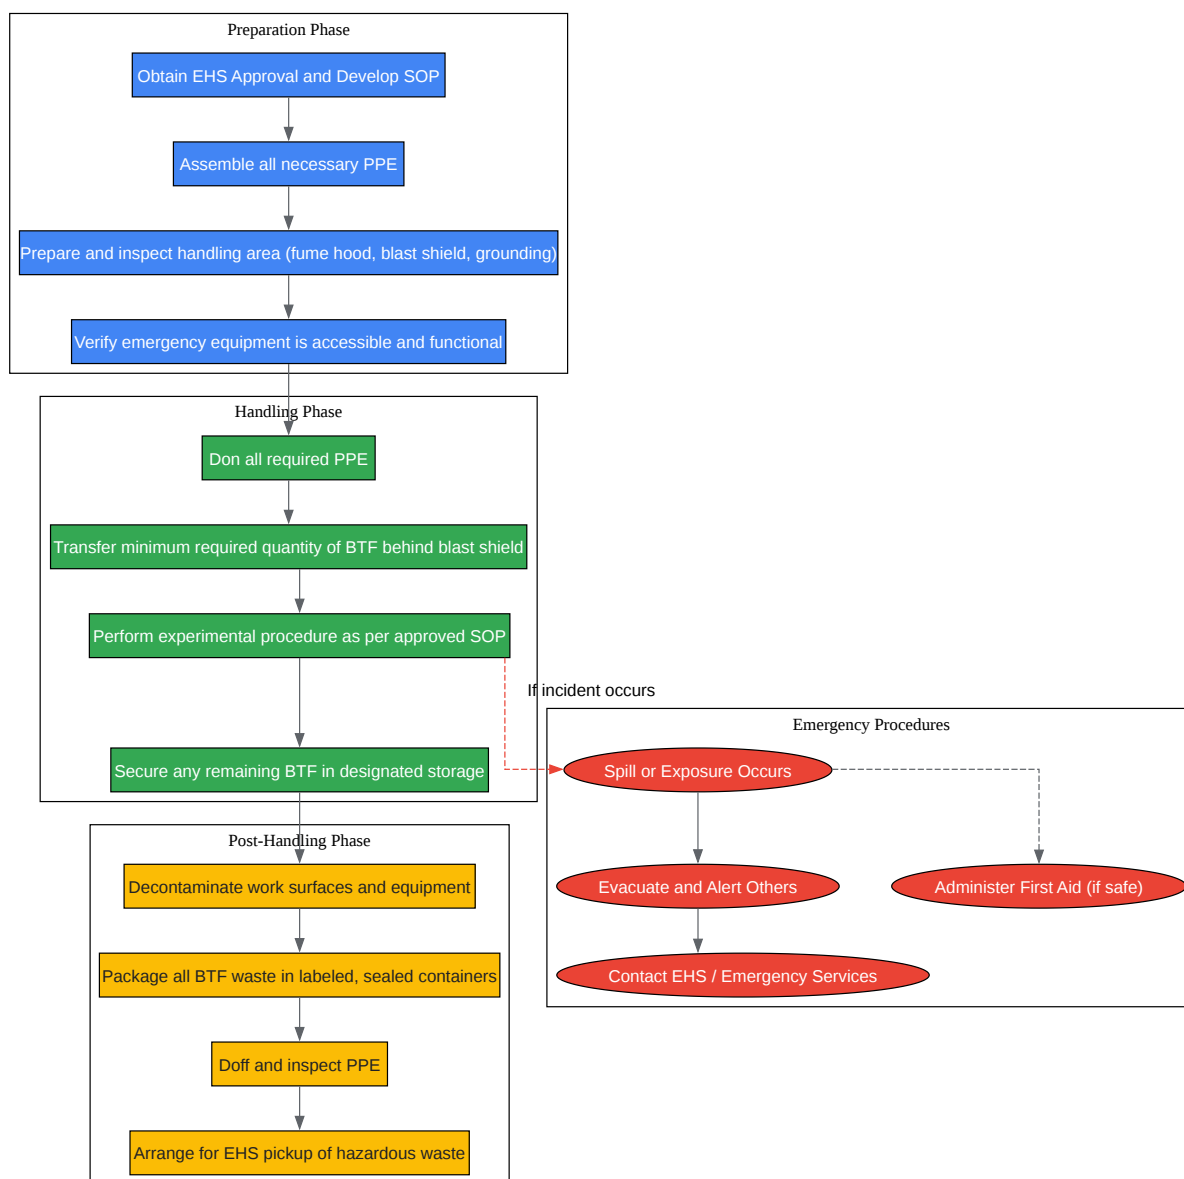 Preparation Phase
Obtain EHS Approval and Develop SOP
Assemble all necessary PPE
Prepare and inspect handling area (fume hood, blast shield, grounding)
Verify emergency equipment is accessible and functional
Handling Phase
Don all required PPE
Transfer minimum required quantity of BTF behind blast shield
Perform experimental procedure as per approved SOP
If incident occurs
Secure any remaining BTF in designated storage
Emergency Procedures
Spill or Exposure Occurs
Evacuate and Alert Others
Administer First Aid (if safe)
Contact EHS / Emergency Services
Post-Handling Phase
Decontaminate work surfaces and equipment
Package all BTF waste in labeled, sealed containers
Doff and inspect PPE
Arrange for EHS pickup of hazardous waste